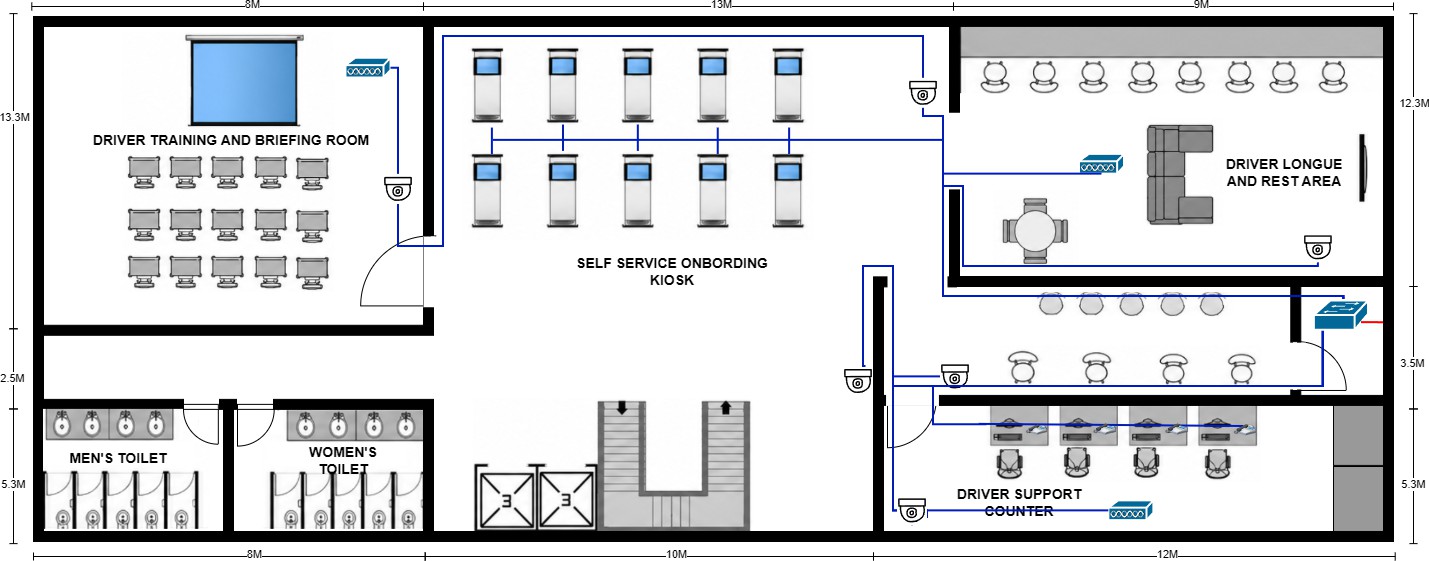 8M
13M
9M
13.3M
12.3M
DRIVER TRAINING AND BRIEFING ROOM
DRIVER LONGUE
AND REST AREA
SELF SERVICE ONBORDING
KIOSK
2.5M
3.5M
MEN'S TOILET
WOMEN'S
TOILET
3
3
5.3M
5.3M
DRIVER SUPPORT
COUNTER
8M
10M
12M